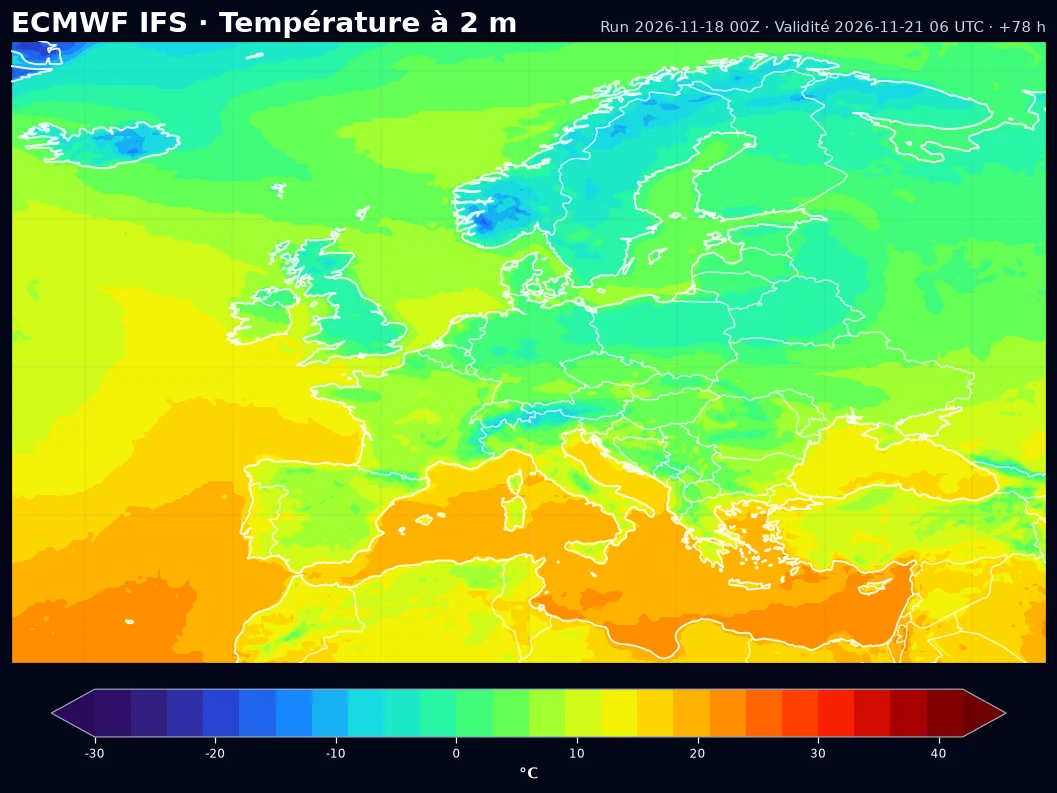 ECMWF IFS · Température à 2 m
Run 2026-11-18 00Z · Validité 2026-11-21 06 UTC · +78 h
-30 -20 -10 0 10 20 30 40
°C